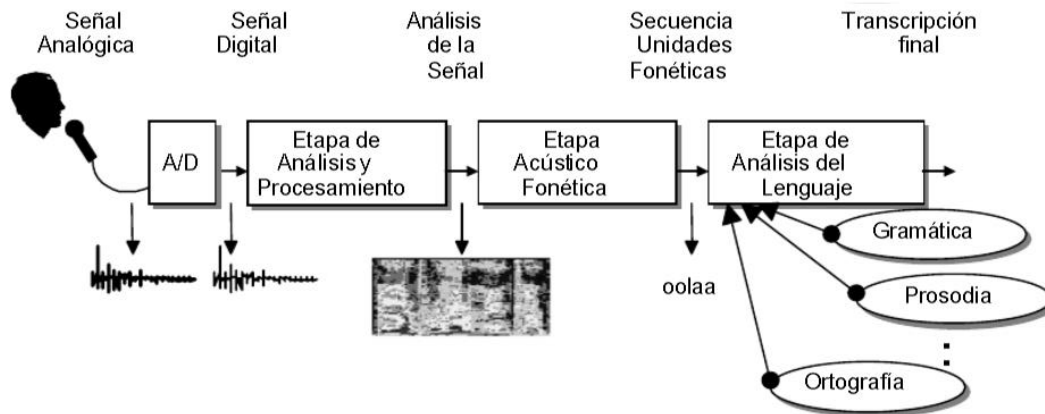 Señal
Analógica
Señal
Digital
Análisis
de la
Señal
Secuencia
Unidades
Fonéticas
Transcripción
final
A/D
Etapa de
Análisis y
Procesamiento
Etapa
Acústico
Fonética
Etapa de
Análisis del
Lenguaje
oolaa
Gramática
Prosodia
Ortografía